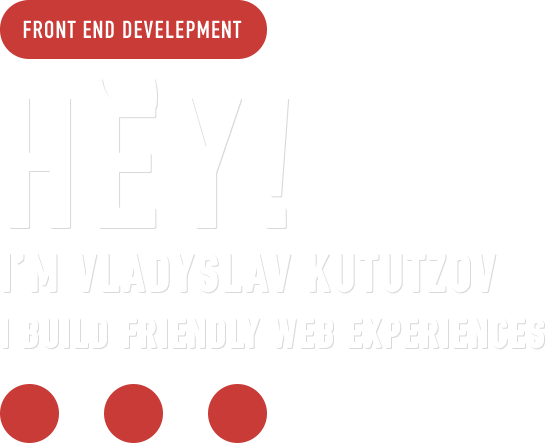 FRONT END DEVELEPMENT
HEY!
I'M VLADYSLAV KUTUTZOV
I BUILD FRIENDLY WEB EXPERIENCES